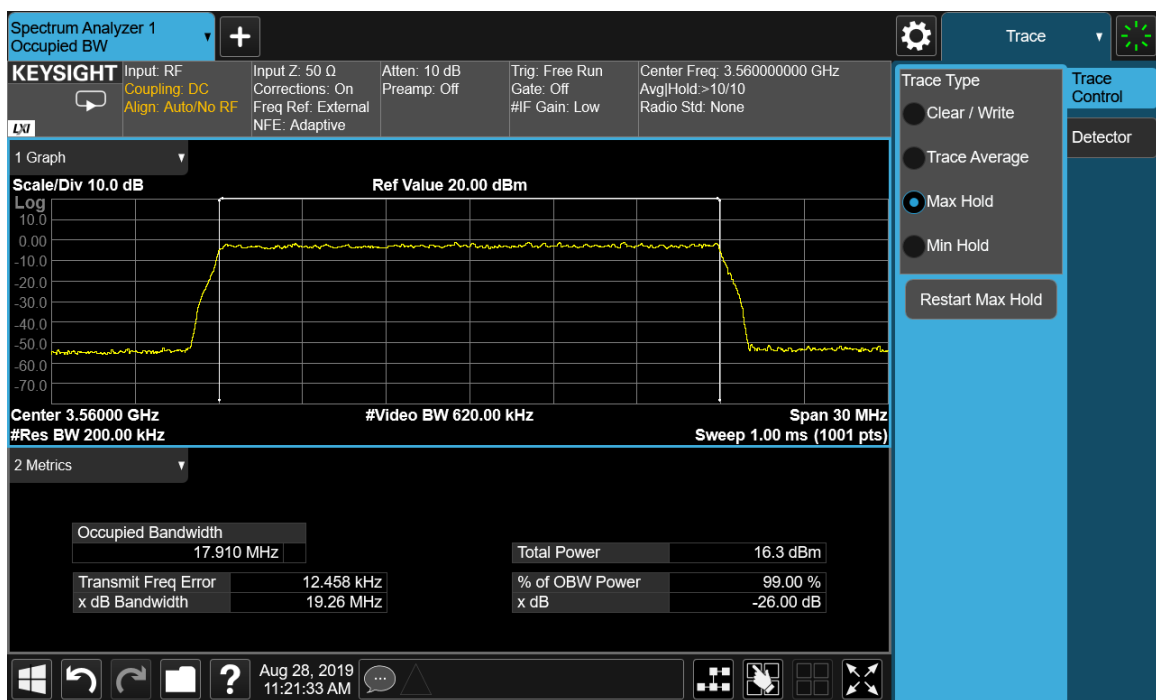 Spectrum Analyzer 1
Occupied BW
+
Trace
KEYSIGHT
LXI
Input: RF
Coupling: DC
Align: Auto/No RF
Input Z: 50 Ω
Corrections: On
Freq Ref: External
NFE: Adaptive
Atten: 10 dB
Preamp: Off
Trig: Free Run
Gate: Off
#IF Gain: Low
Center Freq: 3.560000000 GHz
Avg|Hold:>10/10
Radio Std: None
Trace Type
Clear / Write
Trace Average
Max Hold
Min Hold
Restart Max Hold
Trace
Control
Detector
1 Graph
Scale/Div 10.0 dB
Ref Value 20.00 dBm
Log
10.0
0.00
-10.0
-20.0
-30.0
-40.0
-50.0
-60.0
-70.0
Center 3.56000 GHz
#Video BW 620.00 kHz
Span 30 MHz
#Res BW 200.00 kHz
Sweep 1.00 ms (1001 pts)
2 Metrics
Occupied Bandwidth
17.910 MHz
Total Power 16.3 dBm
Transmit Freq Error 12.458 kHz
% of OBW Power 99.00 %
x dB Bandwidth 19.26 MHz
x dB -26.00 dB
?
Aug 28, 2019
11:21:33 AM